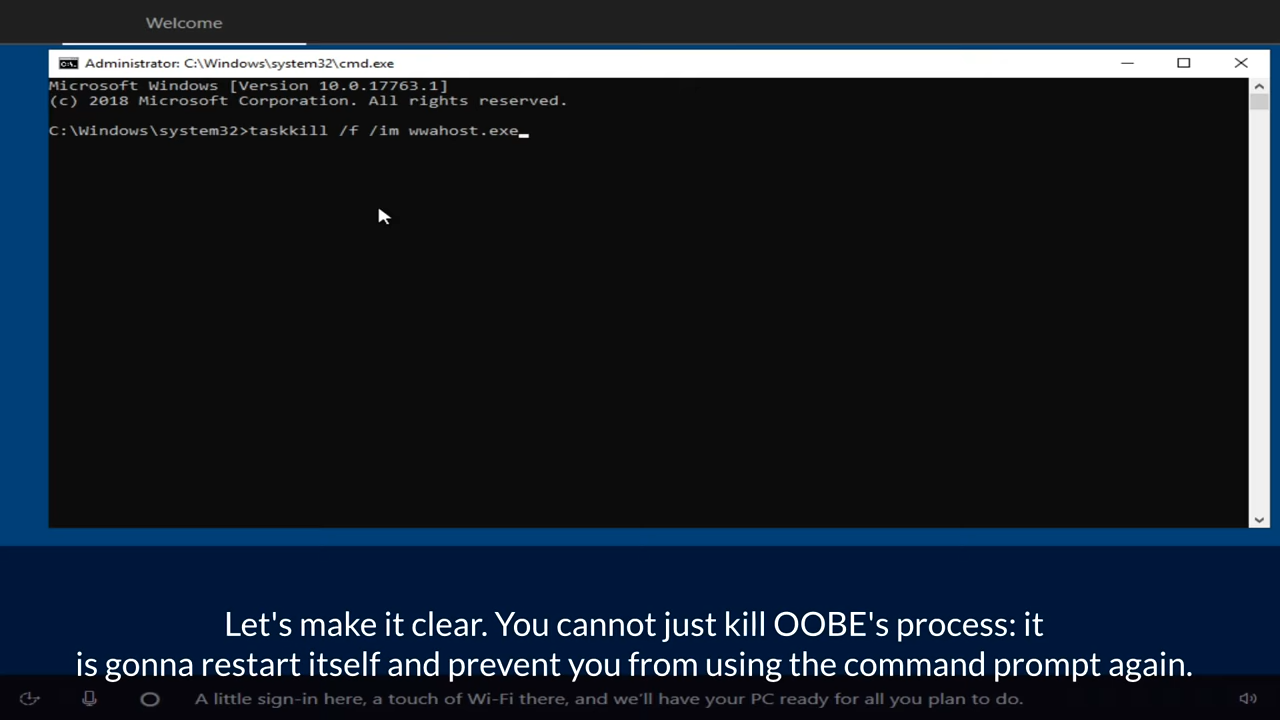 Welcome
Administrator: C:\Windows\system32\cmd.exe
Microsoft Windows [Version 10.0.17763.1]
(c) 2018 Microsoft Corporation. All rights reserved.
C:\Windows\system32>taskkill /f /im wwahost.exe
Let's make it clear. You cannot just kill OOBE's process: it
is gonna restart itself and prevent you from using the command prompt again.
A little sign-in here, a touch of Wi-Fi there, and we'll have your PC ready for all you plan to do.